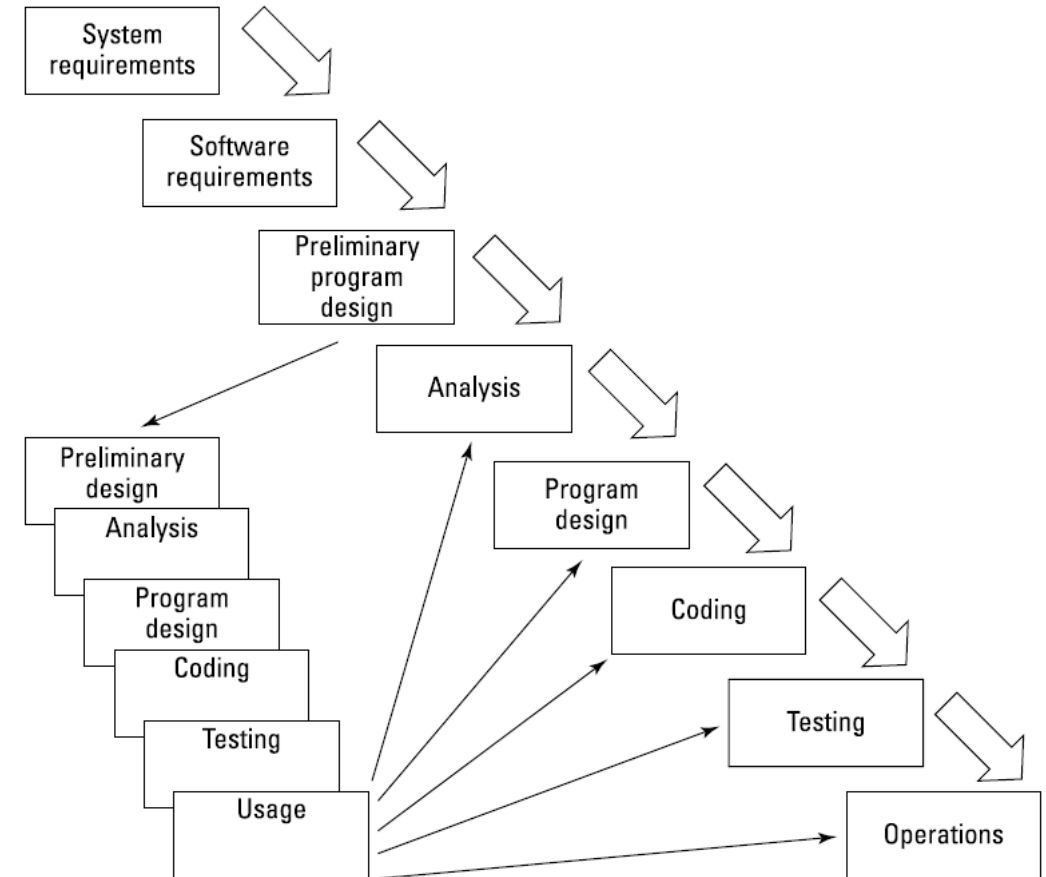 System
requirements
Software
requirements
Preliminary
program
design
Analysis
Program
design
Coding
Testing
Operations
Preliminary
design
Analysis
Program
design
Coding
Testing
Usage